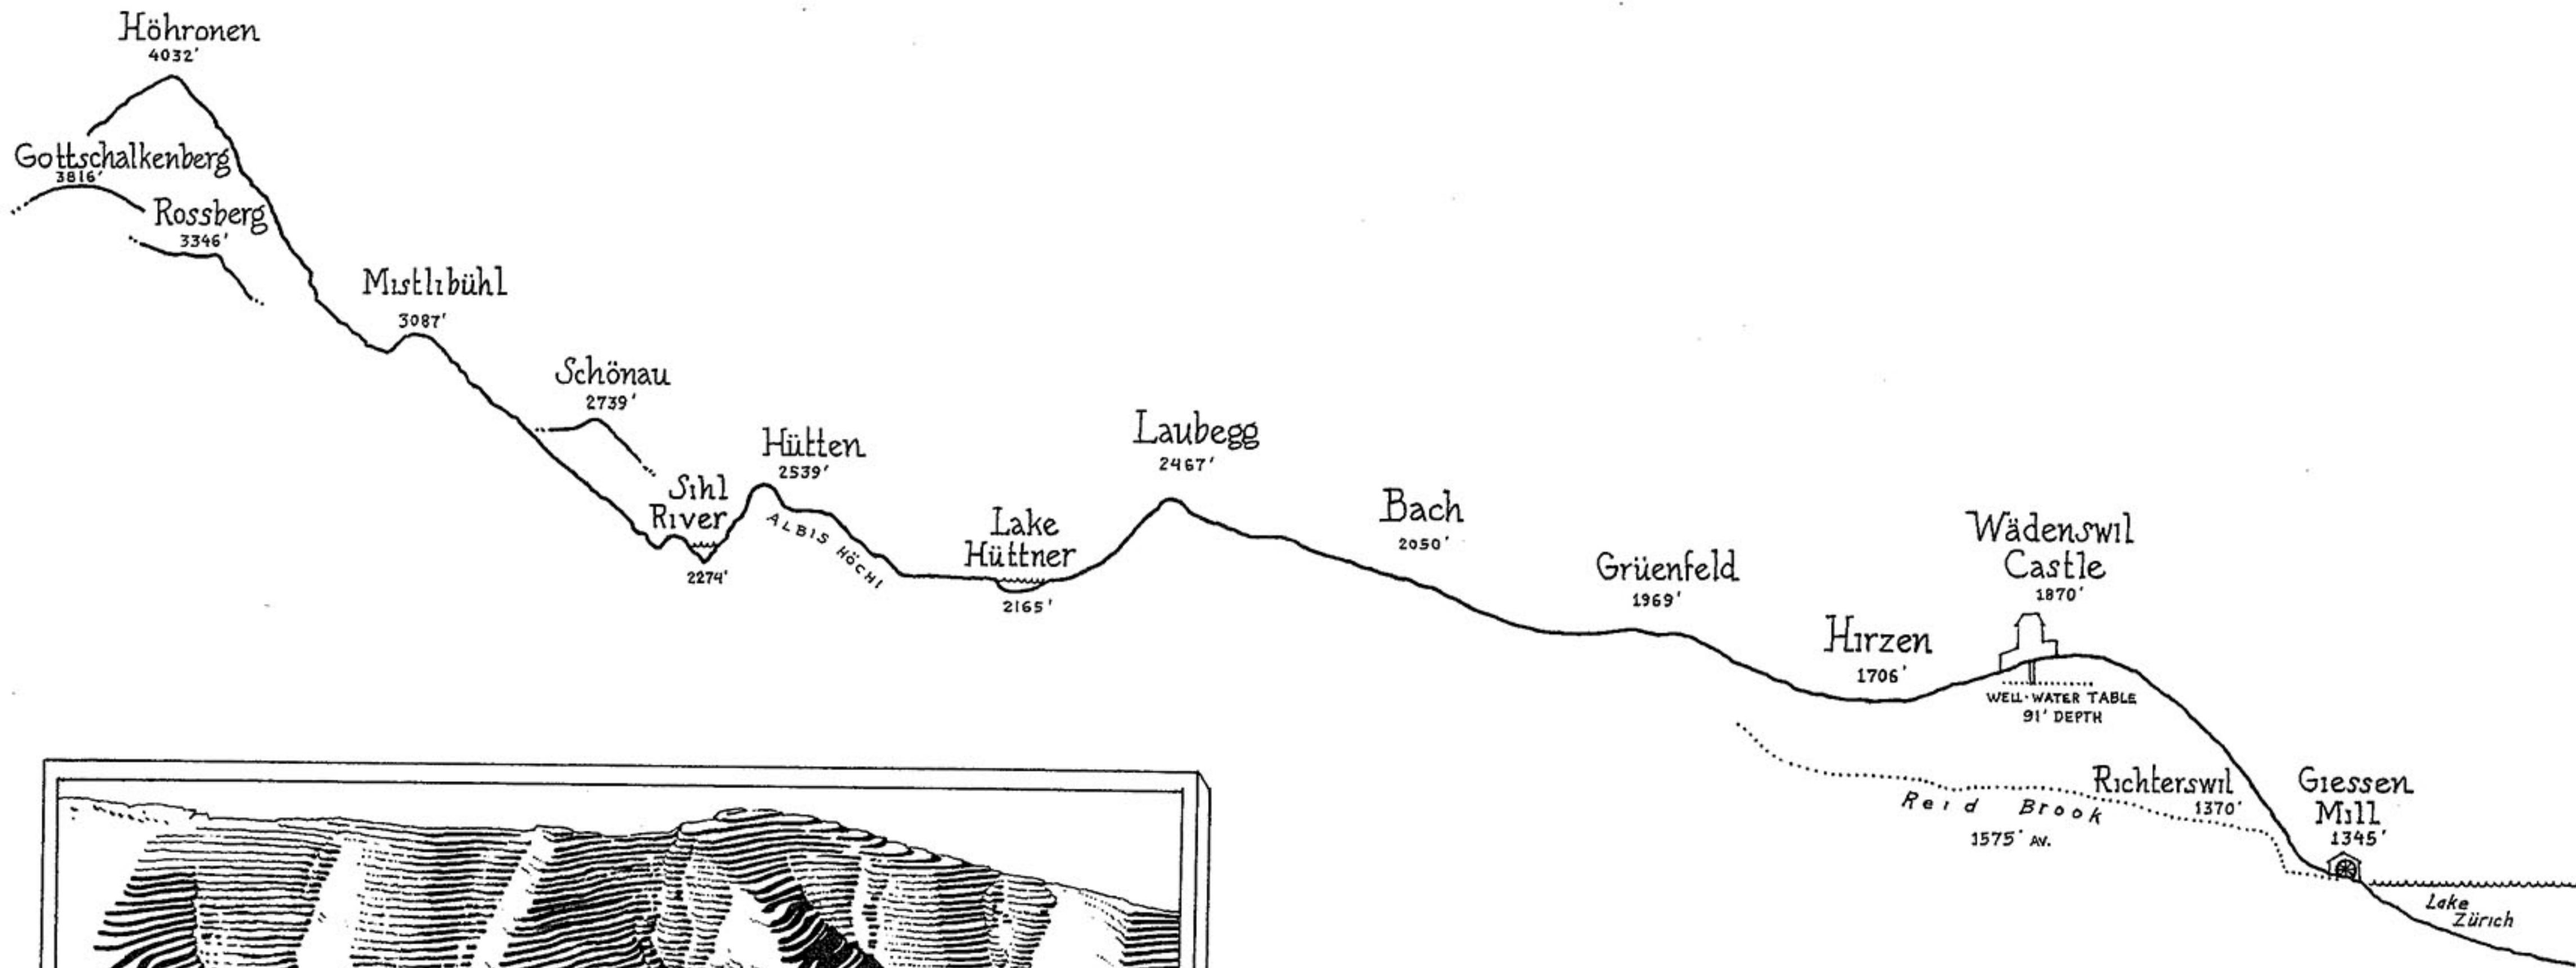 Höhronen
4032'
Gottschalkenberg
3816'
Rossberg
3346'
Mistlibühl
3087'
Schönau
2739'
Sihl
River
2274'
Hütten
2539'
ALBIS HÖCHI
Lake
Hüttner
2165'
Laubegg
2467'
Bach
2050'
Grüenfeld
1969'
Hirzen
1706'
Wädenswil
Castle
1870'
WELL-WATER TABLE
91' DEPTH
Reid Brook
1575' AV.
Richterswil
1370'
Giessen
Mill
1345'
Lake
Zürich